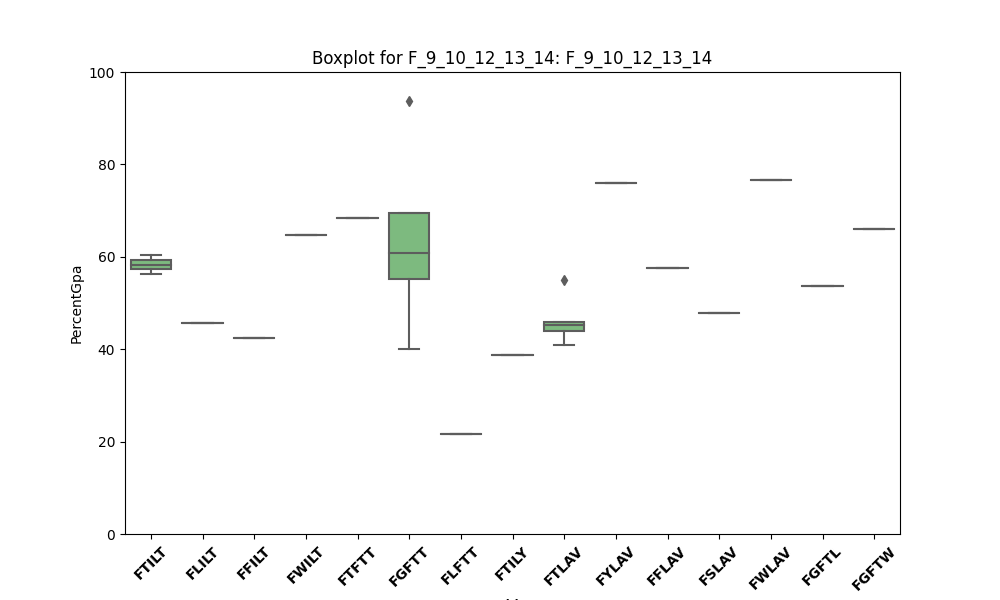 Boxplot for F_9_10_12_13_14: F_9_10_12_13_14
100
80
60
40
20
0
PercentGpa
FTILT
FLILT
FFILT
FWILT
FTFTT
FGFTT
FLFTT
FTILY
FTLAV
FYLAV
FFLAV
FSLAV
FWLAV
FGFTL
FGFTW